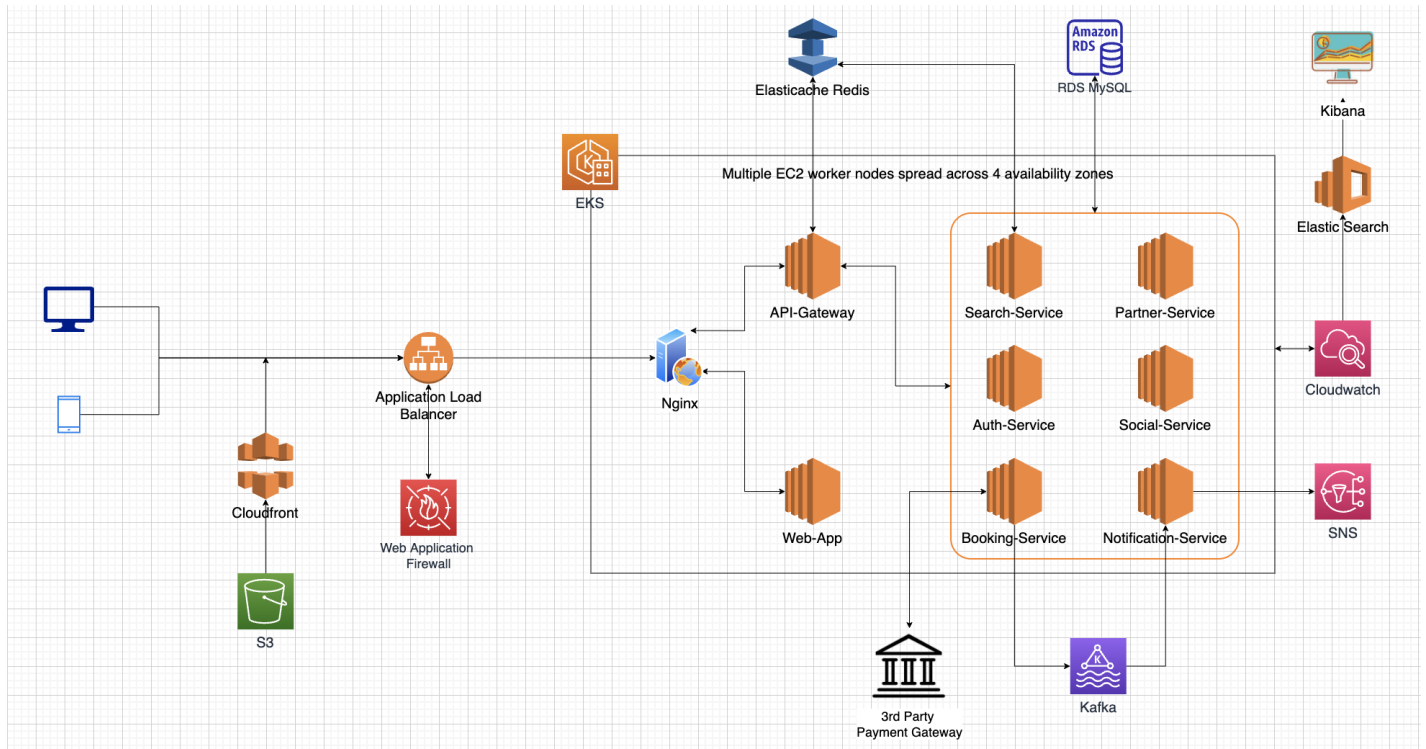 Amazon
RDS
Elasticache Redis
RDS MySQL
Kibana
K
Multiple EC2 worker nodes spread across 4 availability zones
EKS
Elastic Search
API-Gateway
Search-Service
Partner-Service
Application Load
Balancer
Nginx
Cloudwatch
Auth-Service
Social-Service
Cloudfront
Web-App
Booking-Service
Notification-Service
SNS
Web Application
Firewall
S3
K
Kafka
3rd Party
Payment Gateway